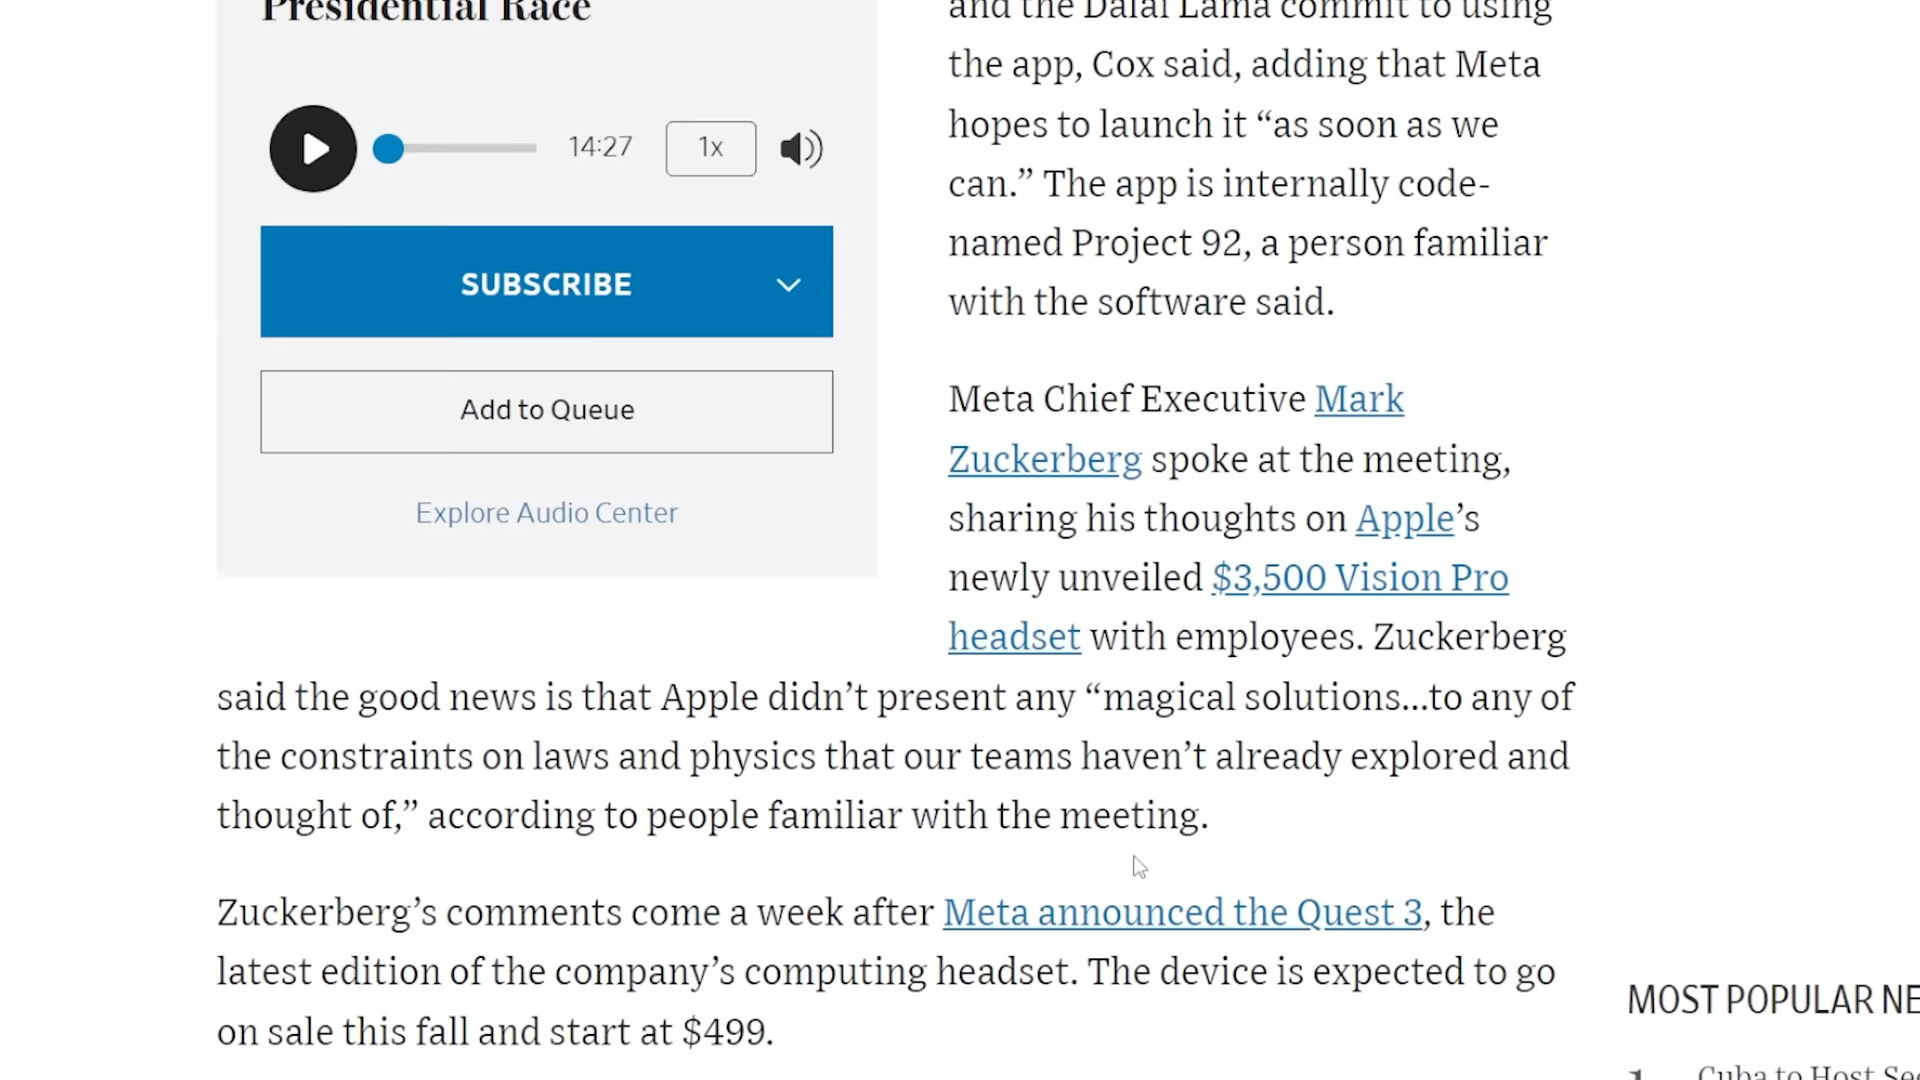 Presidential Race
14:27
1x
SUBSCRIBE
Add to Queue
Explore Audio Center
and the Dalai Lama commit to using
the app, Cox said, adding that Meta
hopes to launch it “as soon as we
can.” The app is internally code-
named Project 92, a person familiar
with the software said.
Meta Chief Executive Mark
Zuckerberg spoke at the meeting,
sharing his thoughts on Apple’s
newly unveiled $3,500 Vision Pro
headset with employees. Zuckerberg
said the good news is that Apple didn’t present any “magical solutions...to any of
the constraints on laws and physics that our teams haven’t already explored and
thought of,” according to people familiar with the meeting.
Zuckerberg’s comments come a week after Meta announced the Quest 3, the
latest edition of the company’s computing headset. The device is expected to go
on sale this fall and start at $499.
MOST POPULAR NE
Cuba to Host Sec